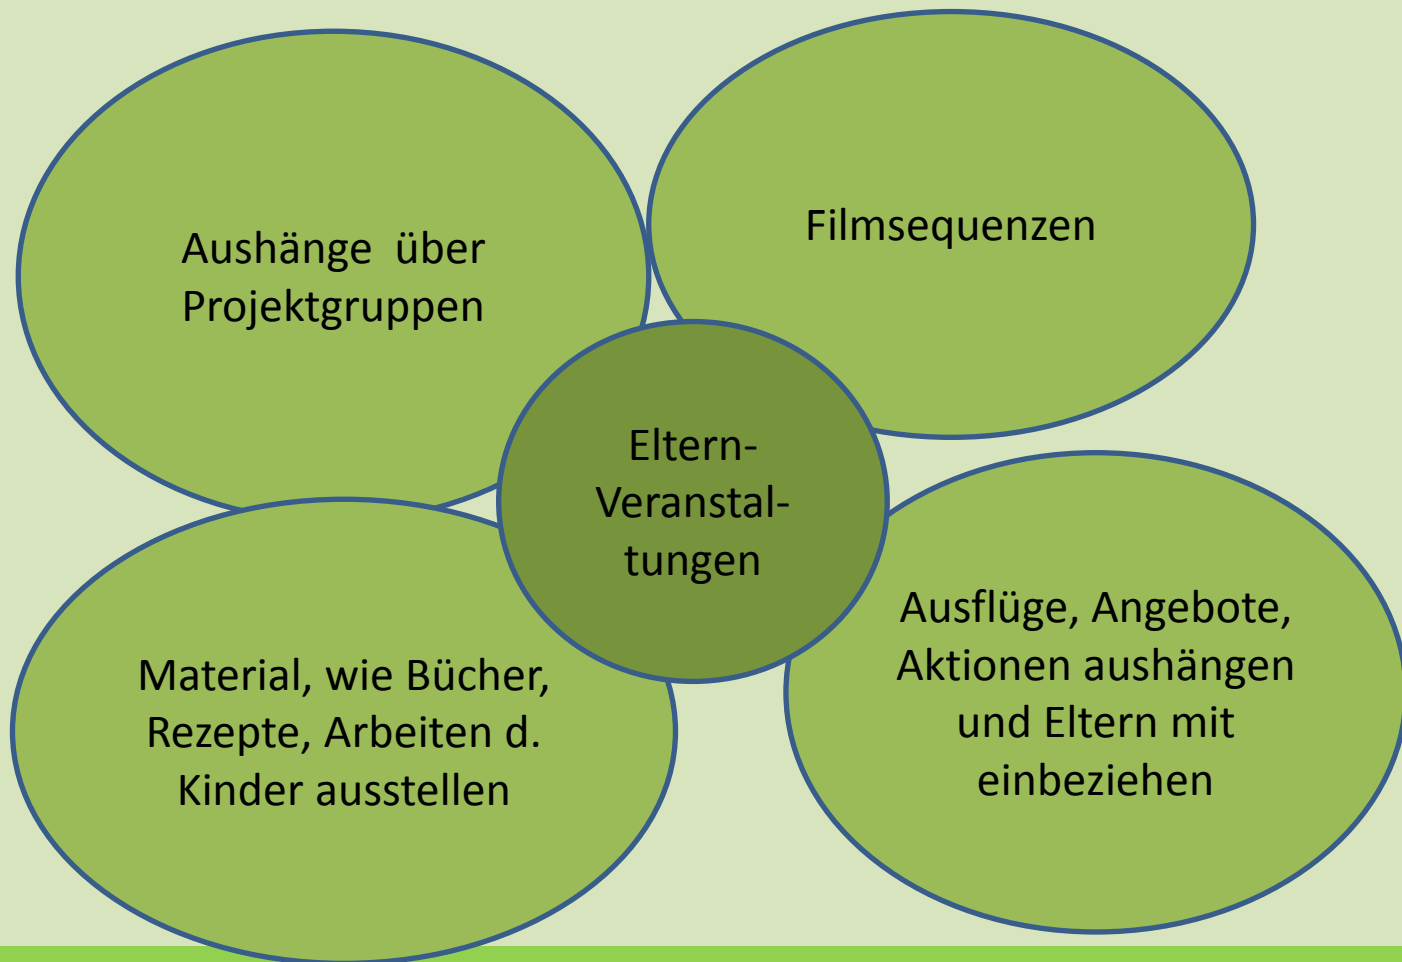 Aushänge über
Projektgruppen
Filmsequenzen
Eltern-
Veranstal-
tungen
Material, wie Bücher,
Rezepte, Arbeiten d.
Kinder ausstellen
Ausflüge, Angebote,
Aktionen aushängen
und Eltern mit
einbeziehen